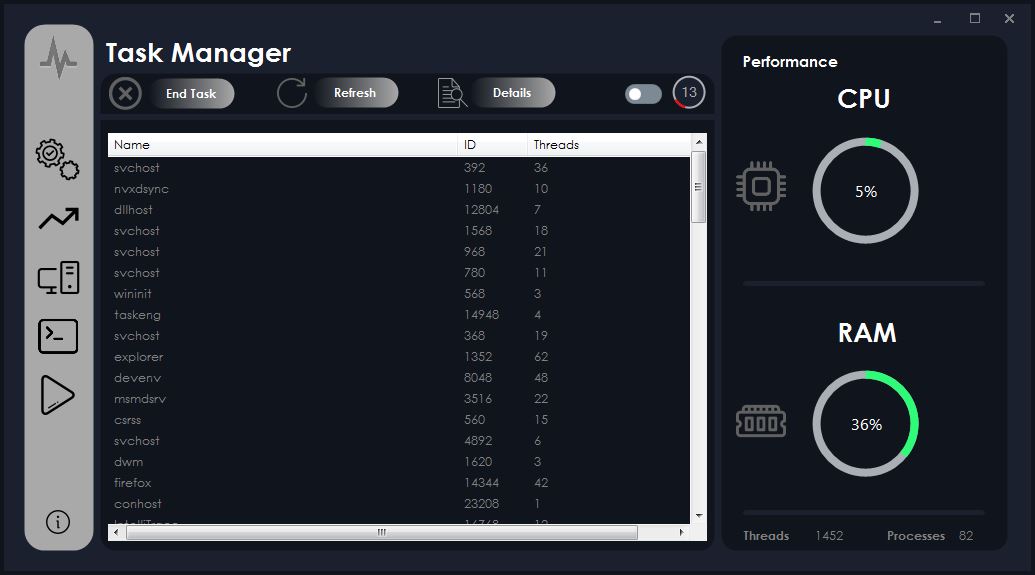 Task Manager
End Task
Refresh
Details
13
Name ID Threads
svchost 392 36
nvxdsync 1180 10
dllhost 12804 7
svchost 1568 18
svchost 968 21
svchost 780 11
wininit 568 3
taskeng 14948 4
svchost 368 19
explorer 1352 62
devenv 8048 48
msmdsrv 3516 22
csrss 560 15
svchost 4892 6
dwm 1620 3
firefox 14344 42
conhost 23208 1
Performance
CPU
5%
RAM
36%
Threads 1452 Processes 82